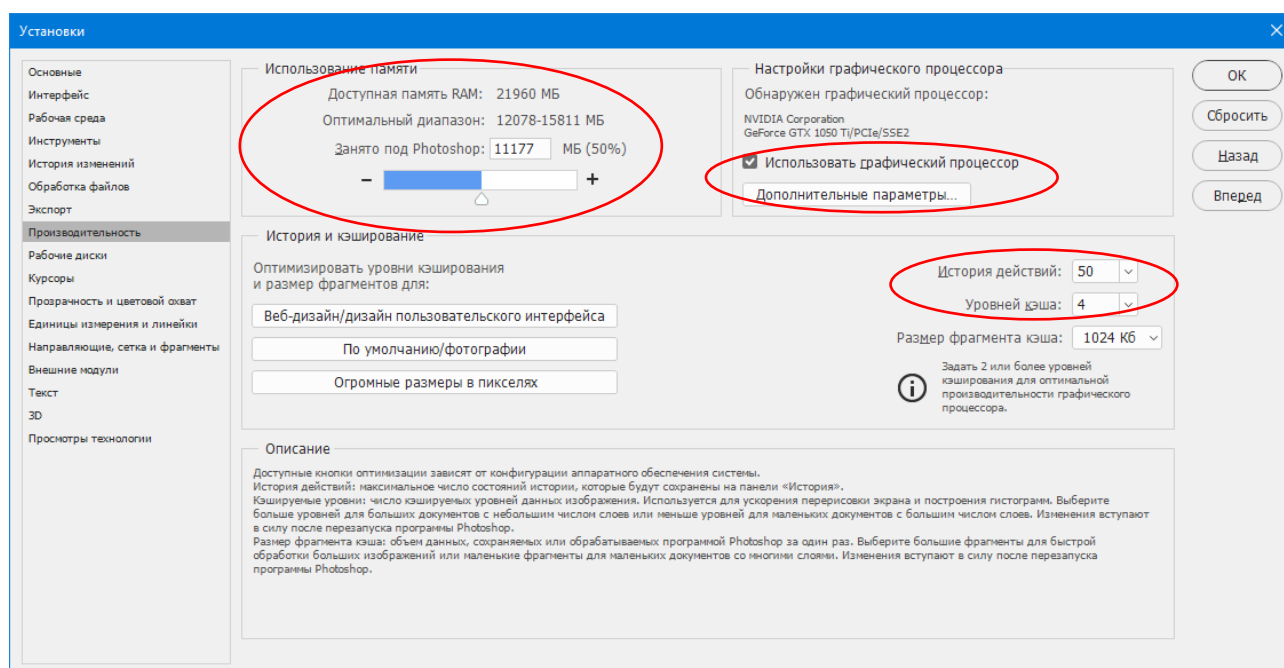 Установки
Основные
Интерфейс
Рабочая среда
Инструменты
История изменений
Обработка файлов
Экспорт
Производительность
Рабочие диски
Курсоры
Прозрачность и цветовой охват
Единицы измерения и линейки
Направляющие, сетка и фрагменты
Внешние модули
Текст
3D
Просмотры технологии
Использование памяти
Доступная память RAM: 21960 МБ
Оптимальный диапазон: 12078-15811 МБ
Занято под Photoshop: 11177 МБ (50%)
− +
Настройки графического процессора
Обнаружен графический процессор:
NVIDIA Corporation
GeForce GTX 1050 Ti/PCIe/SSE2
Использовать графический процессор
Дополнительные параметры...
OK
Сбросить
Назад
Вперед
История и кэширование
Оптимизировать уровни кэширования
и размер фрагментов для:
Веб-дизайн/дизайн пользовательского интерфейса
По умолчанию/фотографии
Огромные размеры в пикселях
История действий: 50
Уровней кэша: 4
Размер фрагмента кэша: 1024 Кб
Задать 2 или более уровней
кэширования для оптимальной
производительности графического
процессора.
Описание
Доступные кнопки оптимизации зависят от конфигурации аппаратного обеспечения системы.
История действий: максимальное число состояний истории, которые будут сохранены на панели «История».
Кэшируемые уровни: число кэшируемых уровней данных изображения. Используется для ускорения перерисовки экрана и построения гистограмм. Выберите
больше уровней для больших документов с небольшим числом слоев или меньше уровней для маленьких документов с большим числом слоев. Изменения вступают
в силу после перезапуска программы Photoshop.
Размер фрагмента кэша: объем данных, сохраняемых или обрабатываемых программой Photoshop за один раз. Выберите большие фрагменты для быстрой
обработки больших изображений или маленькие фрагменты для маленьких документов со многими слоями. Изменения вступают в силу после перезапуска
программы Photoshop.